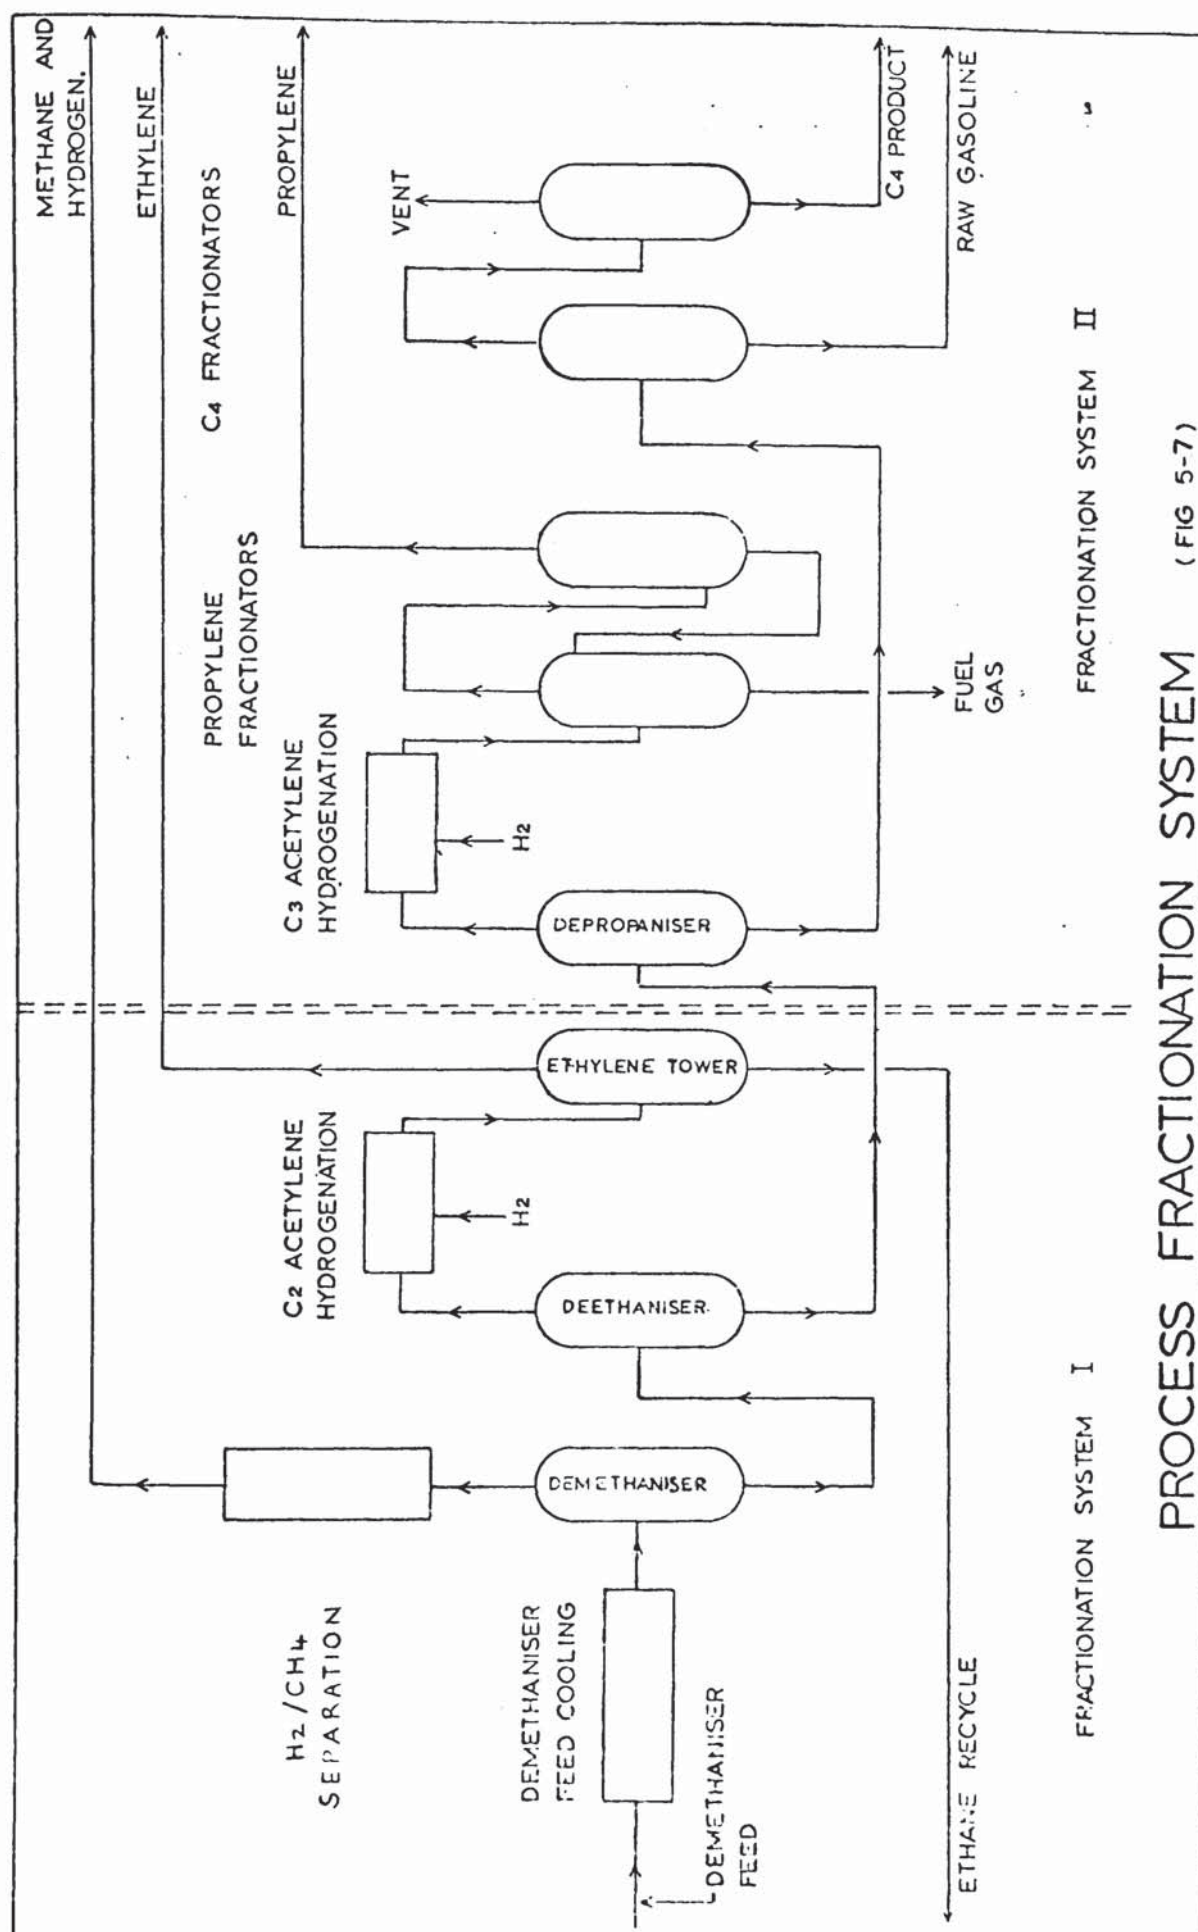 METHANE AND
HYDROGEN.
ETHYLENE
C4 FRACTIONATORS
PROPYLENE
VENT
C4 PRODUCT
RAW GASOLINE
PROPYLENE
FRACTIONATORS
C3 ACETYLENE
HYDROGENATION
H2
DEPROPANISER
FUEL
GAS
FRACTIONATION SYSTEM II
C2 ACETYLENE
HYDROGENATION
H2
ETHYLENE TOWER
DEETHANISER.
H2/CH4
SEPARATION
DEMETHANISER
DEMETHANISER
FEED COOLING
DEMETHANISER
FEED
ETHANE RECYCLE
FRACTIONATION SYSTEM I
PROCESS FRACTIONATION SYSTEM (FIG 5-7)